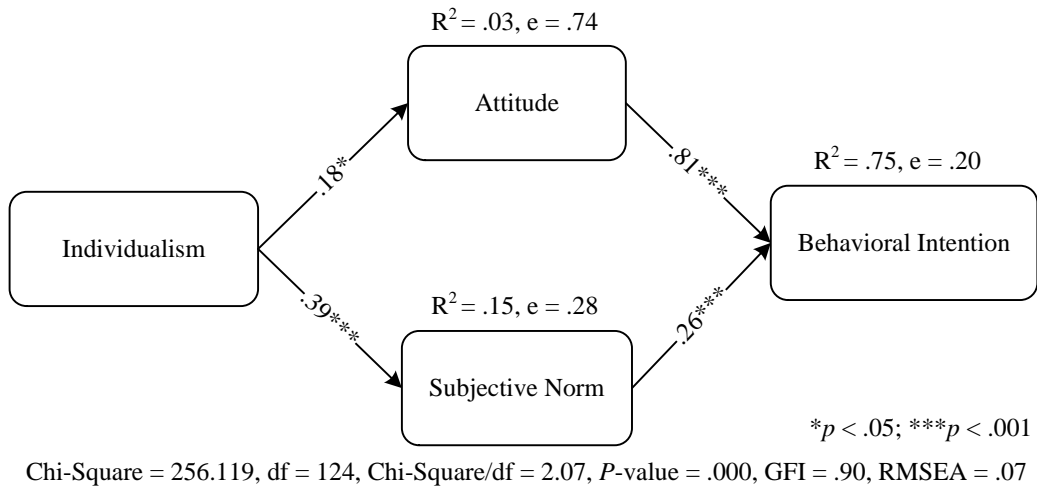 R² = .03, e = .74
Attitude
.18*
.81***
R² = .75, e = .20
Individualism
Behavioral Intention
.39***
R² = .15, e = .28
.26***
Subjective Norm
*p < .05; ***p < .001
Chi-Square = 256.119, df = 124, Chi-Square/df = 2.07, P-value = .000, GFI = .90, RMSEA = .07